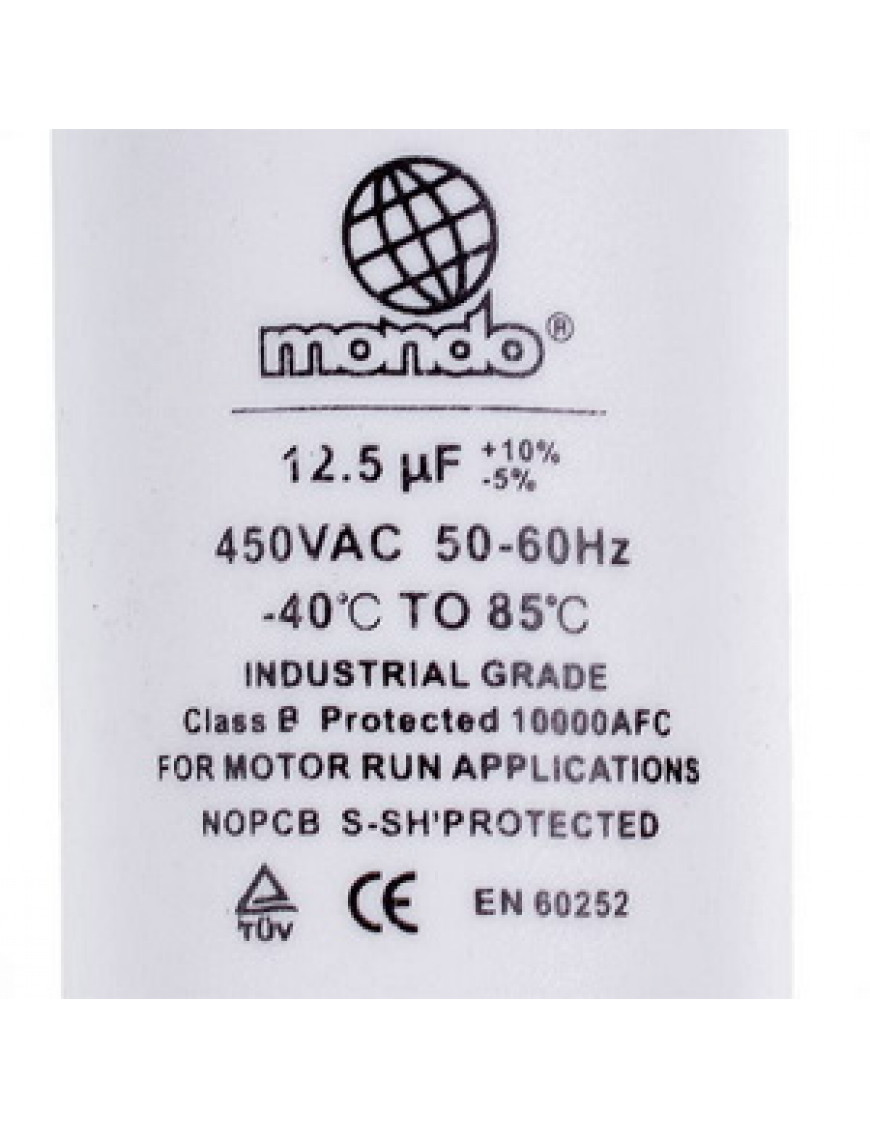 mondo®
12.5 µF +10% -5%
450VAC 50-60Hz
-40℃ TO 85℃
INDUSTRIAL GRADE
Class B Protected 10000AFC
FOR MOTOR RUN APPLICATIONS
NOPCB S-SH'PROTECTED
TÜV CE EN 60252